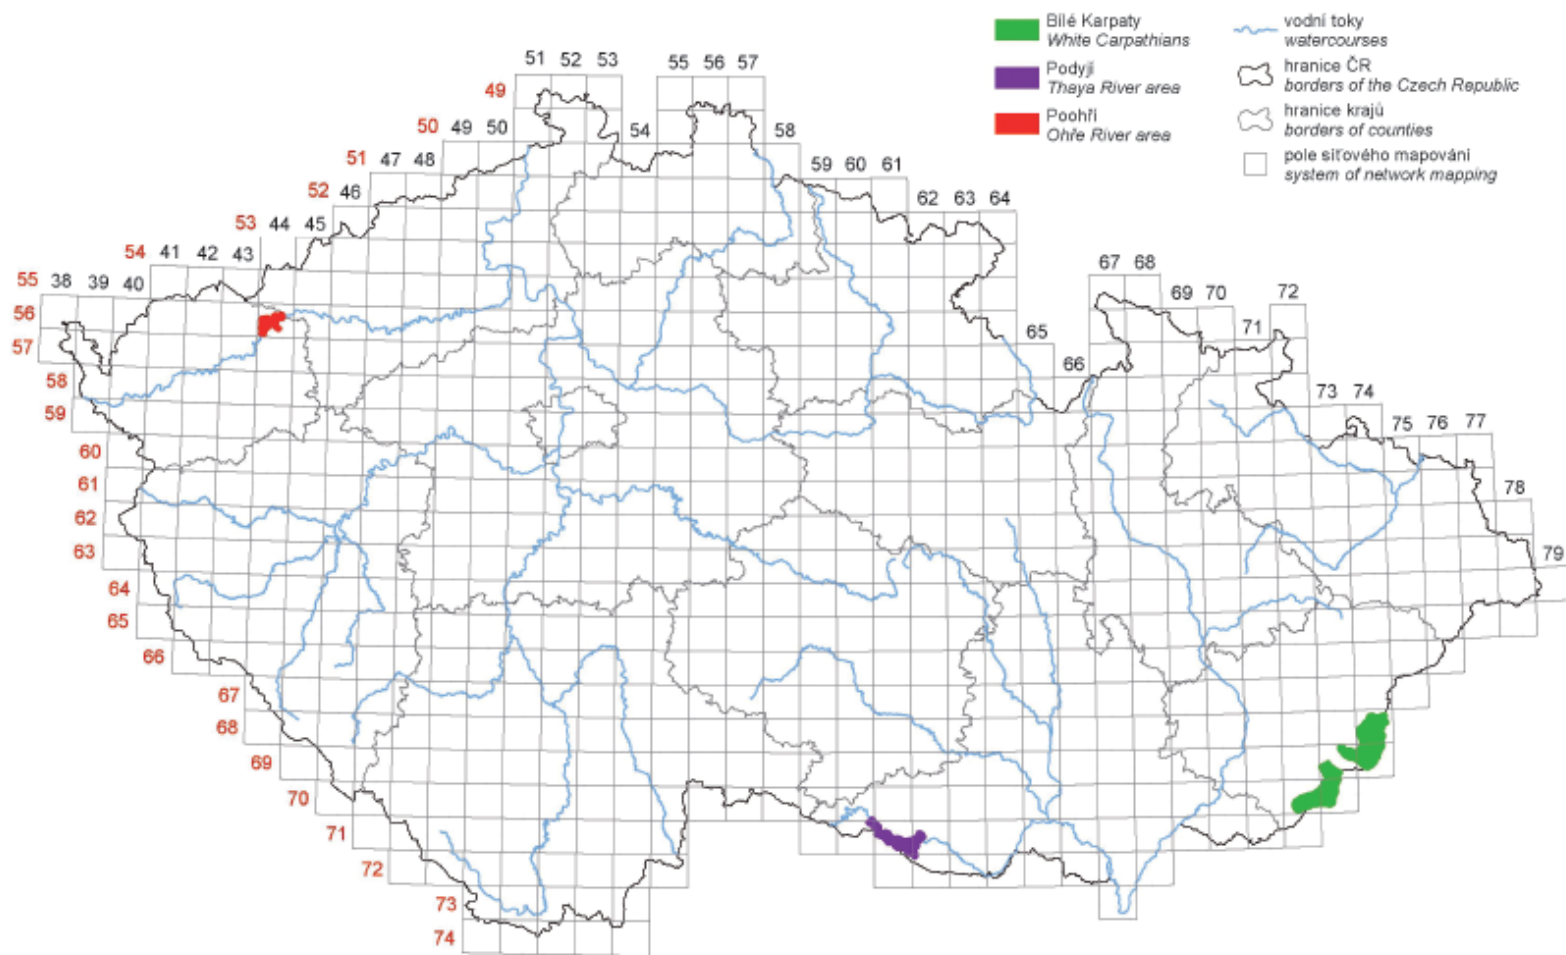 Bílé Karpaty
White Carpathians
Podyjí
Thaya River area
Poohří
Ohře River area
vodní toky
watercourses
hranice ČR
borders of the Czech Republic
hranice krajů
borders of counties
pole síťového mapování
system of network mapping
51 52 53 55 56 57
49
50 49 50 54 58
51 47 48 59 60 61
52 46 62 63 64
53 44 45
54 41 42 43 67 68
55 38 39 40 69 70 72
56
57 65 71
58 66
59 73 74
60 75 76 77
61
62 78
63 79
64
65
66
67
68
69
70
71
72
73
74